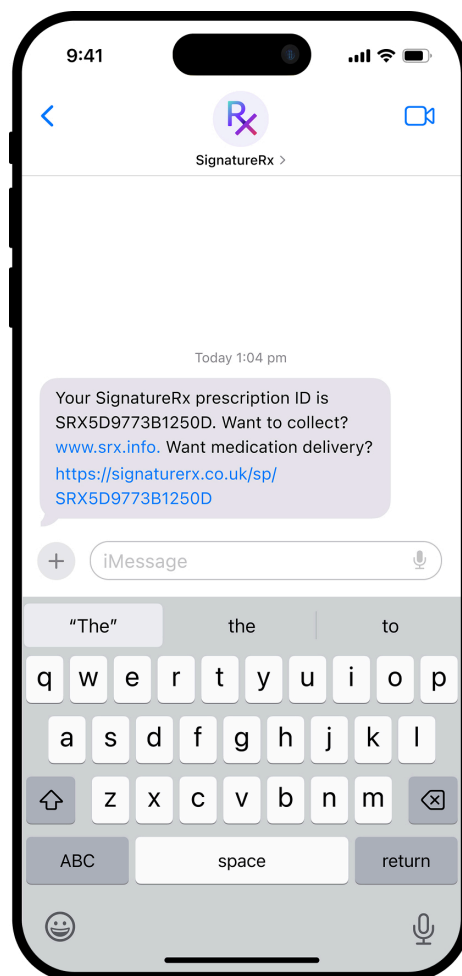 9:41
Rx
SignatureRx >
Today 1:04 pm
Your SignatureRx prescription ID is
SRX5D9773B1250D. Want to collect?
www.srx.info. Want medication delivery?
https://signaturerx.co.uk/sp/
SRX5D9773B1250D
iMessage
“The” the to
q w e r t y u i o p
a s d f g h j k l
z x c v b n m
ABC space return